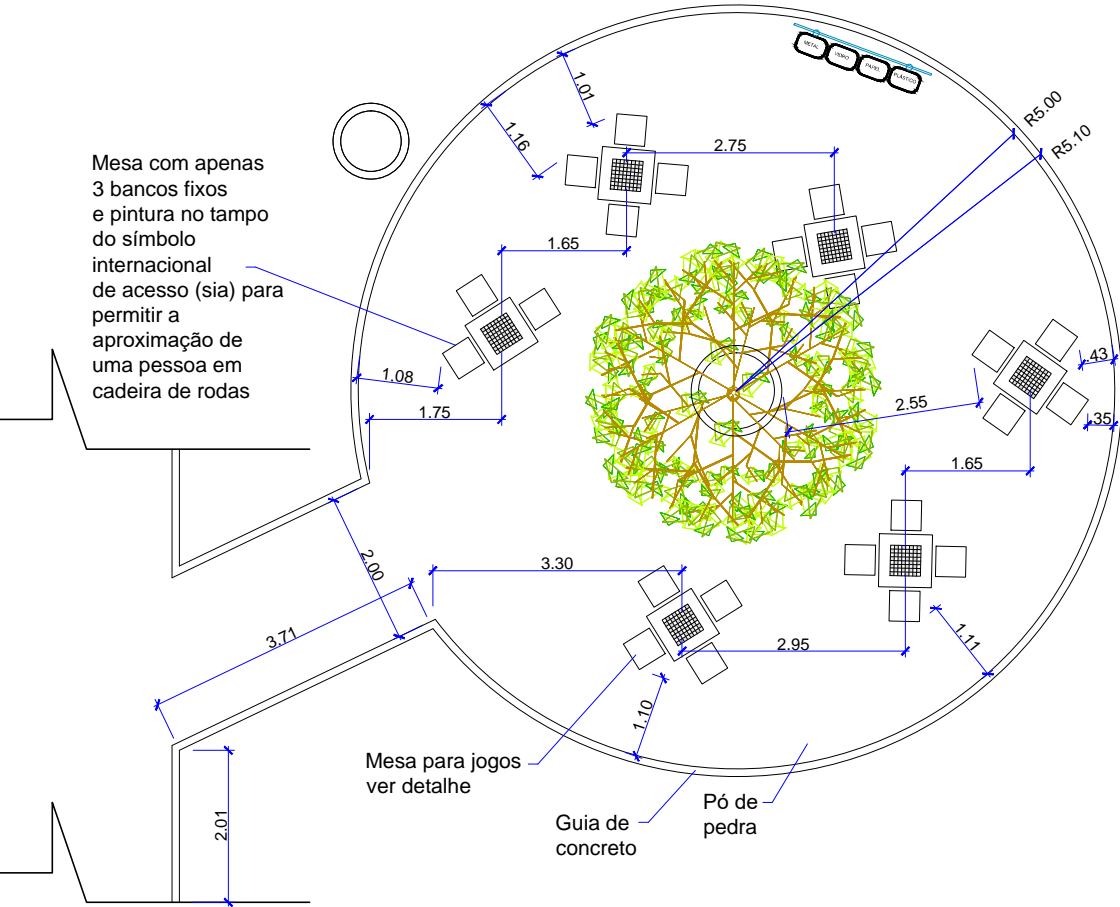 METAL
VIDRO
PAPEL
PLÁSTICO
R5.00
R5.10
1.01
1.16
2.75
Mesa com apenas
3 bancos fixos
e pintura no tampo
do símbolo
internacional
de acesso (sia) para
permitir a
aproximação de
uma pessoa em
cadeira de rodas
1.65
1.08
1.75
.43
2.55
.35
1.65
2.00
3.30
3.71
2.95
1.11
1.10
Mesa para jogos
ver detalhe
Pó de
pedra
Guia de
concreto
2.01